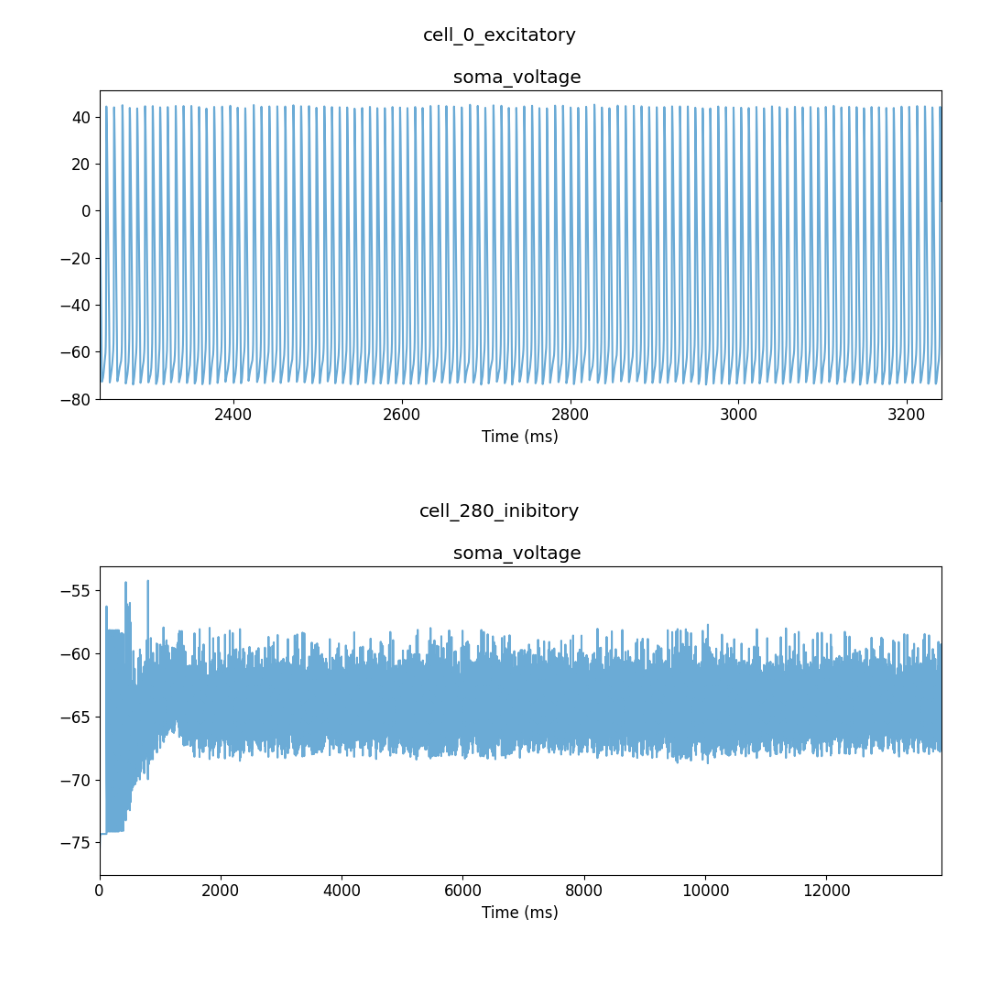 cell_0_excitatory
soma_voltage
40
20
0
−20
−40
−60
−80
2400 2600 2800 3000 3200
Time (ms)
cell_280_inibitory
soma_voltage
−55
−60
−65
−70
−75
0 2000 4000 6000 8000 10000 12000
Time (ms)